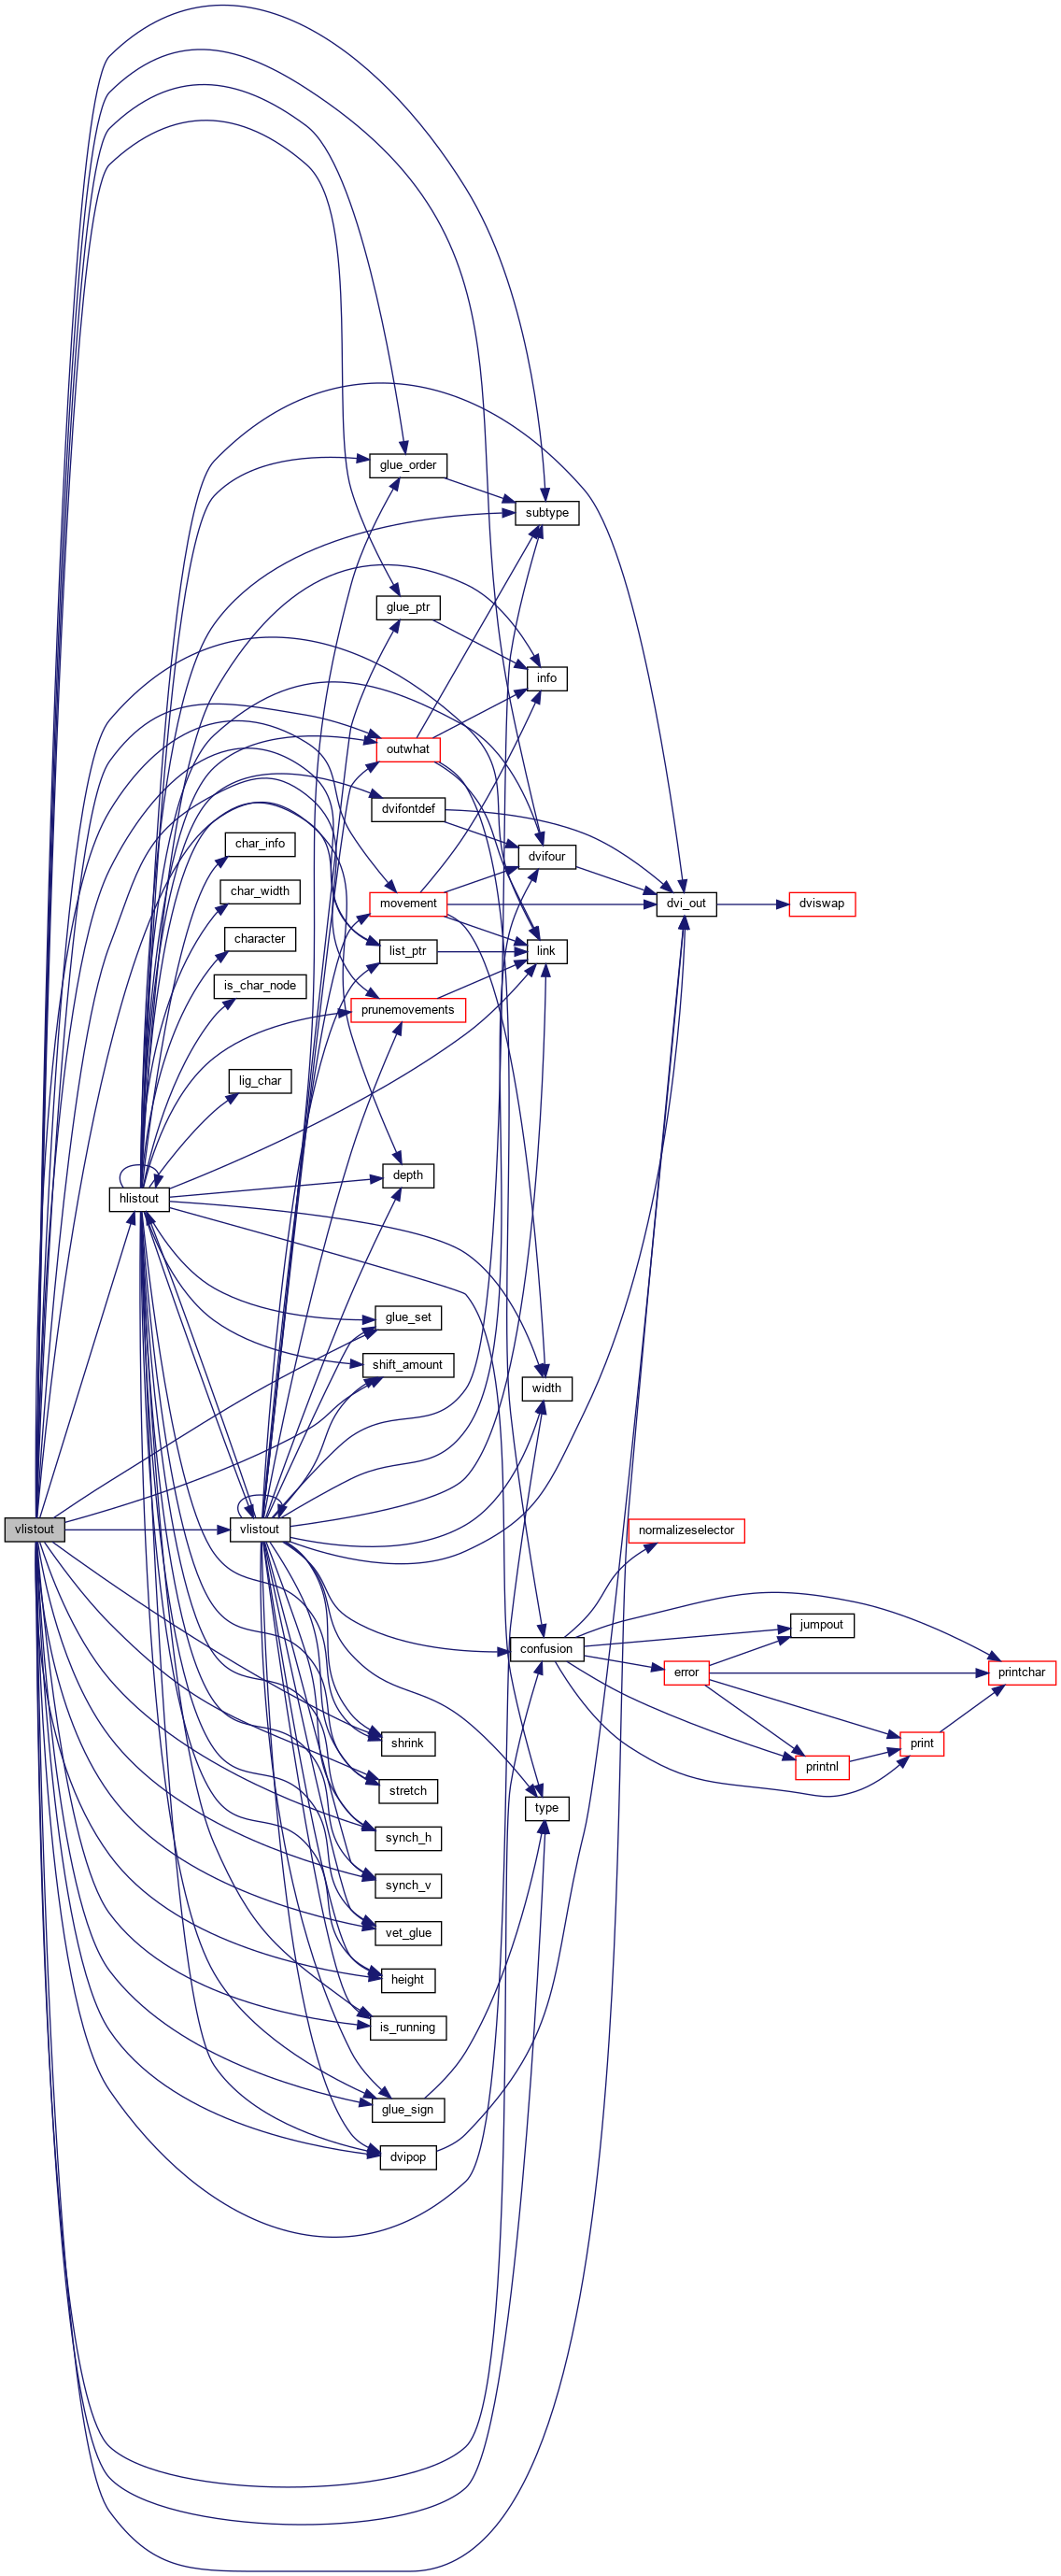 glue_order
subtype
glue_ptr
info
outwhat
dvifontdef
char_info
dvifour
char_width
movement
dvi_out
dviswap
character
list_ptr
link
is_char_node
prunemovements
lig_char
depth
hlistout
glue_set
shift_amount
width
vlistout
vlistout
normalizeselector
jumpout
confusion
error
printchar
shrink
print
printnl
stretch
type
synch_h
synch_v
vet_glue
height
is_running
glue_sign
dvipop